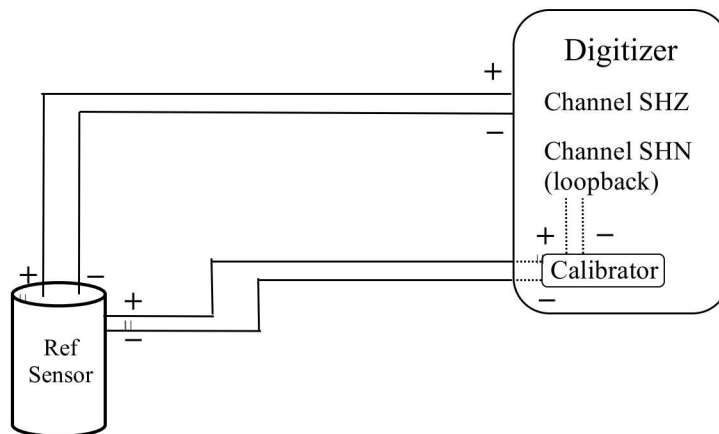 Digitizer
+
Channel SHZ
−
Channel SHN
(loopback)
+ −
Calibrator
−
+ −
+
−
Ref
Sensor